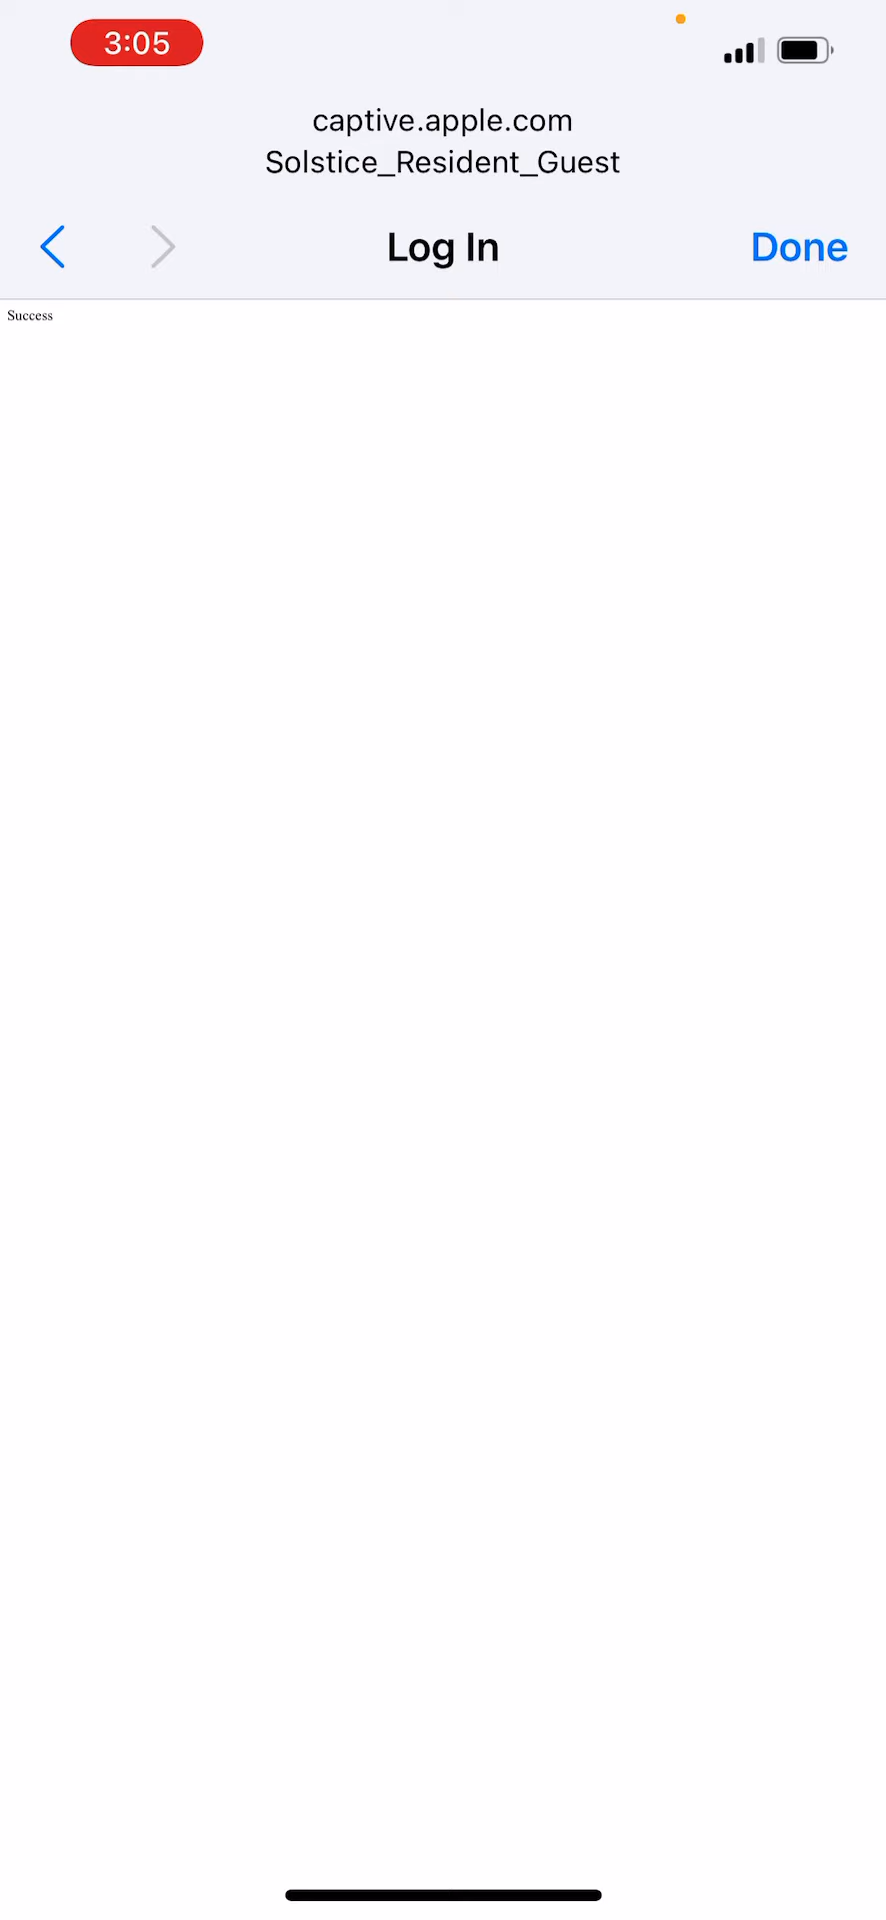 3:05
captive.apple.com
Solstice_Resident_Guest
Log In
Done
Success